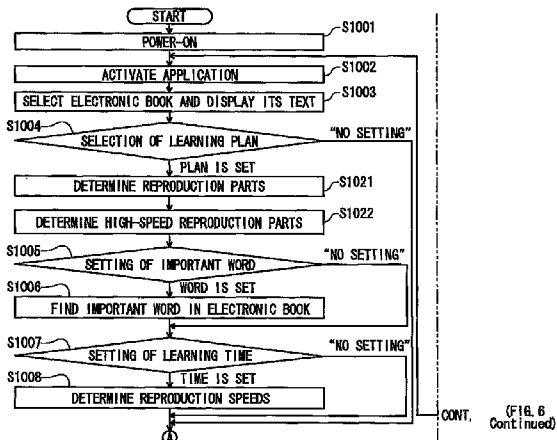 START
POWER-ON
S1001
ACTIVATE APPLICATION
S1002
SELECT ELECTRONIC BOOK AND DISPLAY ITS TEXT
S1003
S1004
SELECTION OF LEARNING PLAN
"NO SETTING"
PLAN IS SET
DETERMINE REPRODUCTION PARTS
S1021
DETERMINE HIGH-SPEED REPRODUCTION PARTS
S1022
S1005
SETTING OF IMPORTANT WORD
"NO SETTING"
S1006
WORD IS SET
FIND IMPORTANT WORD IN ELECTRONIC BOOK
S1007
SETTING OF LEARNING TIME
"NO SETTING"
S1008
TIME IS SET
DETERMINE REPRODUCTION SPEEDS
CONT.
(FIG. 6
Continued)
A